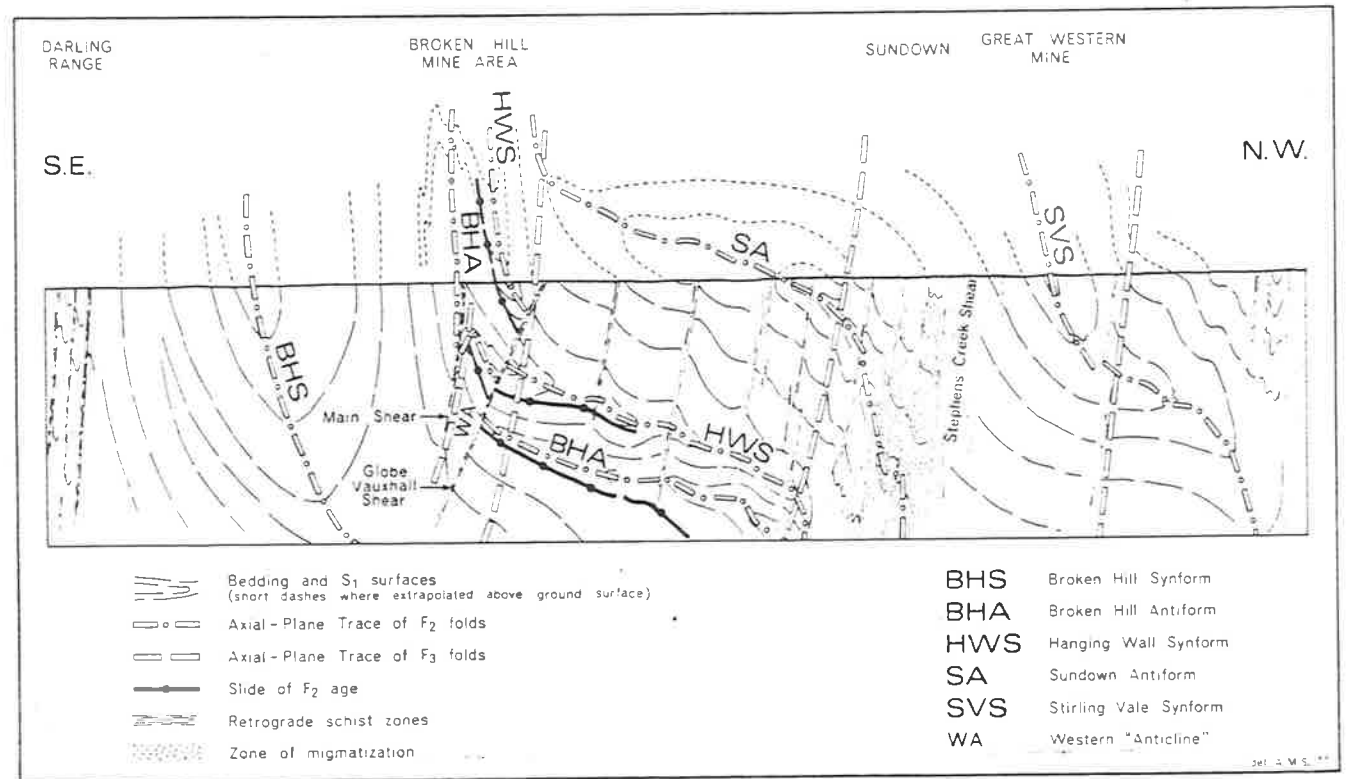 DARLING
RANGE
BROKEN HILL
MINE AREA
SUNDOWN
GREAT WESTERN
MINE
S.E.
N.W.
HWS
BHA
SA
SVS
BHS
Main Shear
WA
BHA
HWS
Globe
Vauxhall
Shear
Stephens Creek Shear
Bedding and S1 surfaces
(short dashes where extrapolated above ground surface)
Axial-Plane Trace of F2 folds
Axial-Plane Trace of F3 folds
Slide of F2 age
Retrograde schist zones
Zone of migmatization
BHS Broken Hill Synform
BHA Broken Hill Antiform
HWS Hanging Wall Synform
SA Sundown Antiform
SVS Stirling Vale Synform
WA Western "Anticline"
del. A.M.S.